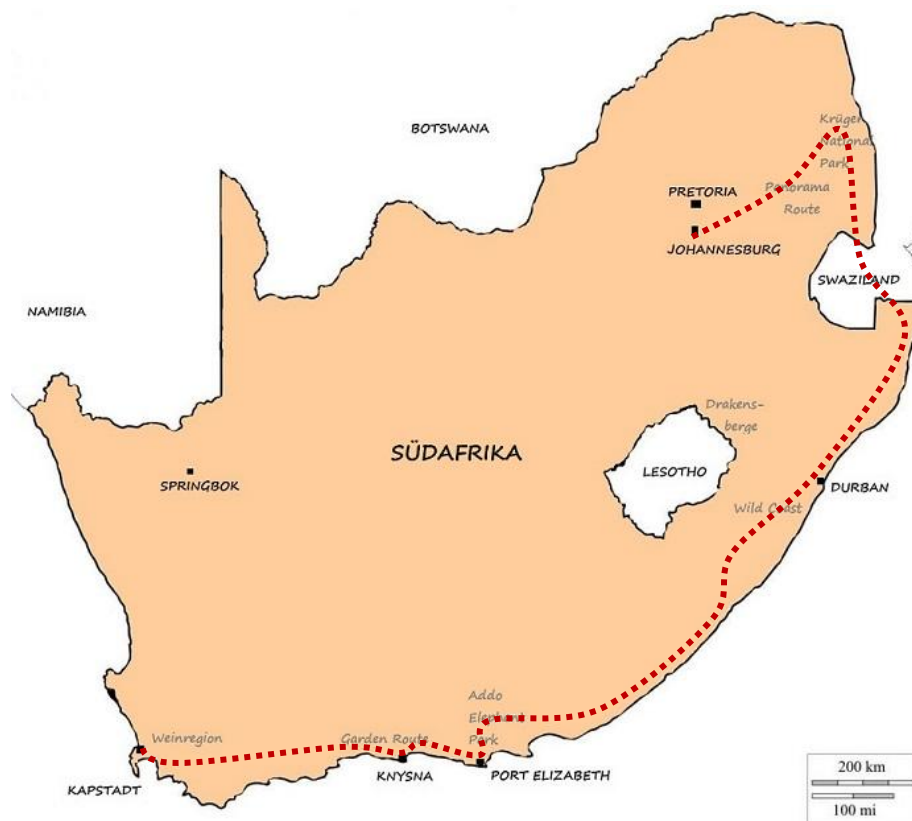 BOTSWANA
Krüger
National
Park
PRETORIA
Panorama
Route
JOHANNESBURG
SWAZILAND
NAMIBIA
Drakens-
berge
SÜDAFRIKA
LESOTHO
SPRINGBOK
DURBAN
Wild Coast
Addo
Elephant
Park
Weinregion
Garden Route
KNYSNA
PORT ELIZABETH
KAPSTADT
200 km
100 mi